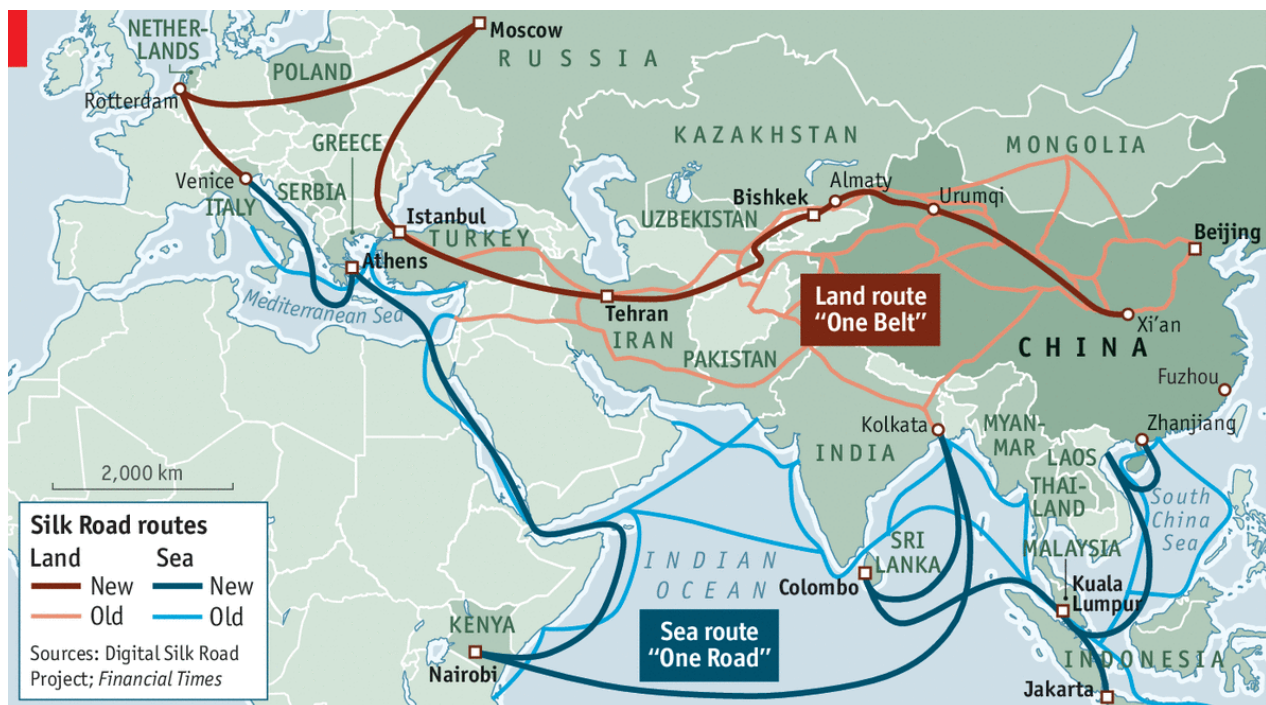 Moscow
NETHER-
LANDS
RUSSIA
POLAND
Rotterdam
KAZAKHSTAN
GREECE
MONGOLIA
Venice
SERBIA
ITALY
Almaty
Bishkek
Urumqi
Istanbul
UZBEKISTAN
TURKEY
Beijing
Athens
Mediterranean Sea
Land route
"One Belt"
Tehran
IRAN
Xi'an
CHINA
PAKISTAN
Fuzhou
Kolkata
MYAN-
MAR
Zhanjiang
INDIA
LAOS
2,000 km
THAI-
LAND
South
China
Sea
Silk Road routes
Land
Sea
New
New
Old
Old
Sources: Digital Silk Road
Project; Financial Times
SRI
LANKA
MALAYSIA
INDIAN
OCEAN
Colombo
Kuala
Lumpur
KENYA
Sea route
"One Road"
Nairobi
INDONESIA
Jakarta